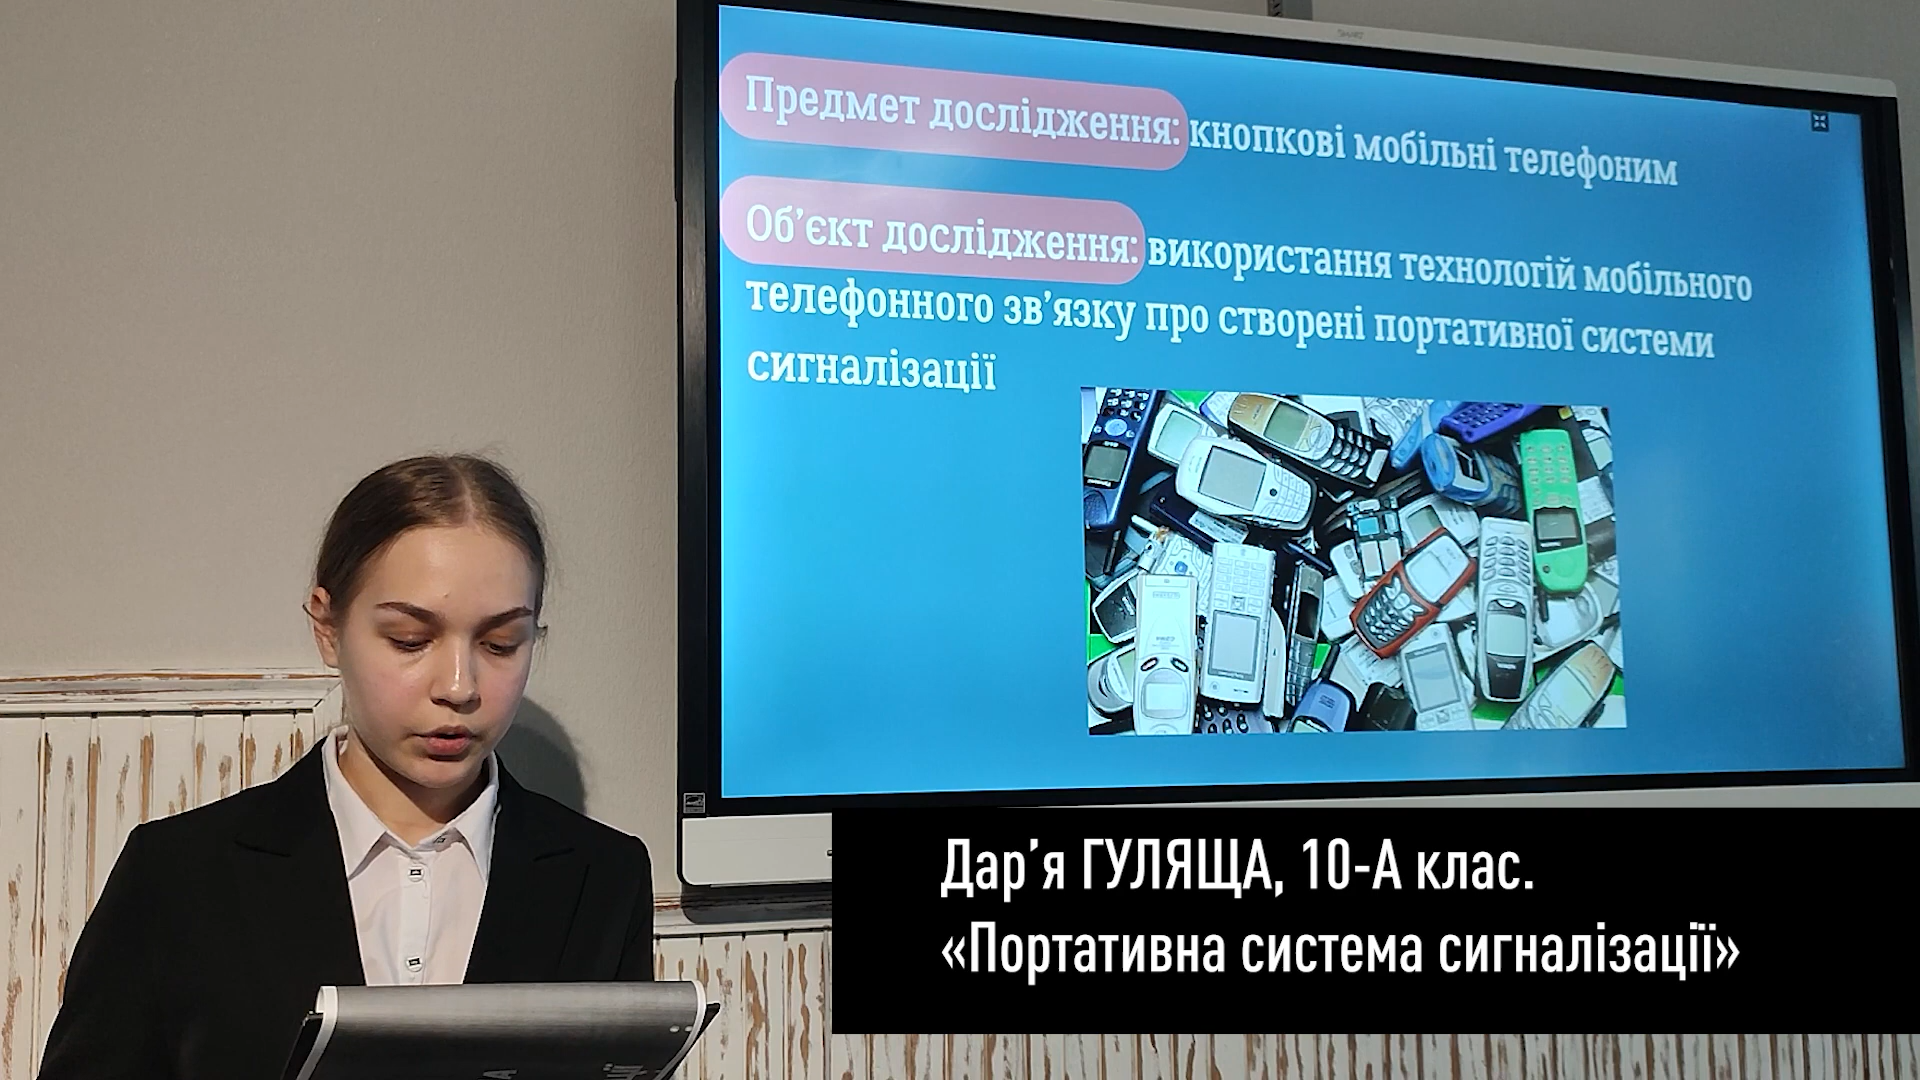 SMART
Предмет дослідження: кнопкові мобільні телефоним
Об’єкт дослідження: використання технологій мобільного
телефонного зв’язку про створені портативної системи
сигналізації
Дар’я ГУЛЯЩА, 10-А клас.
«Портативна система сигналізації»